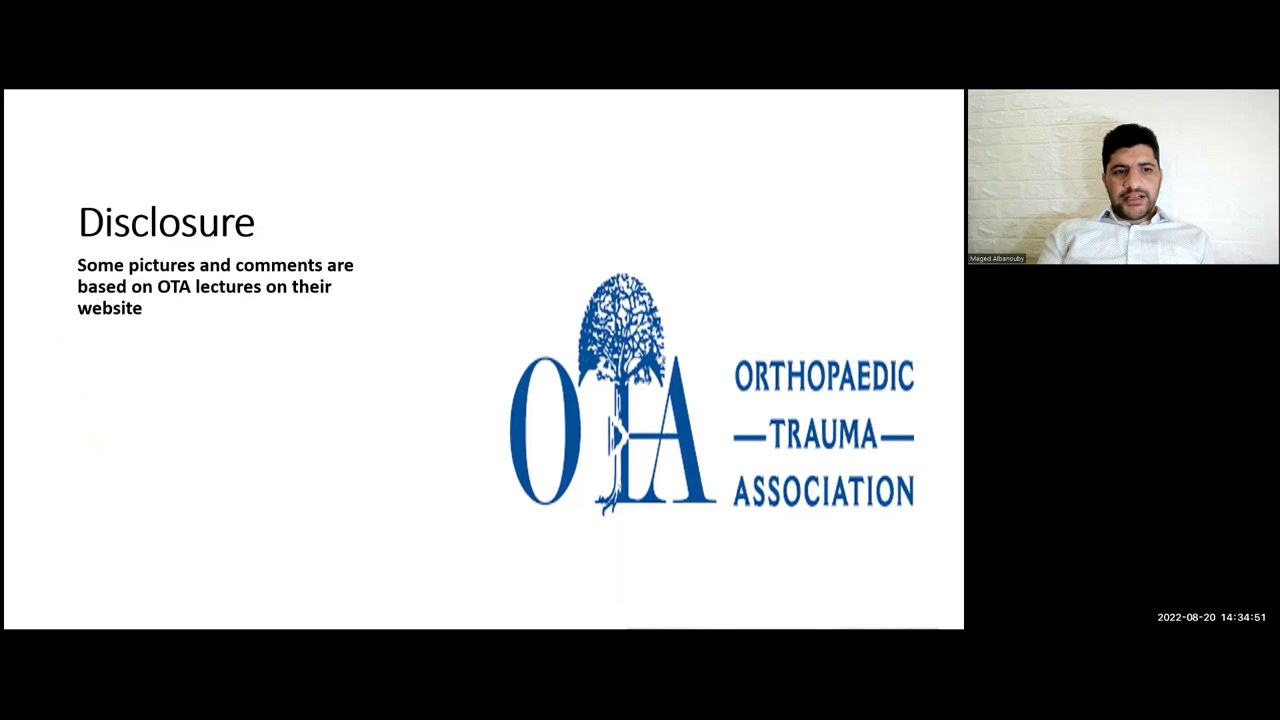 Disclosure
Some pictures and comments are
based on OTA lectures on their
website
OTA
ORTHOPAEDIC
TRAUMA
ASSOCIATION
Maged Albanouby
2022-08-20 14:34:51